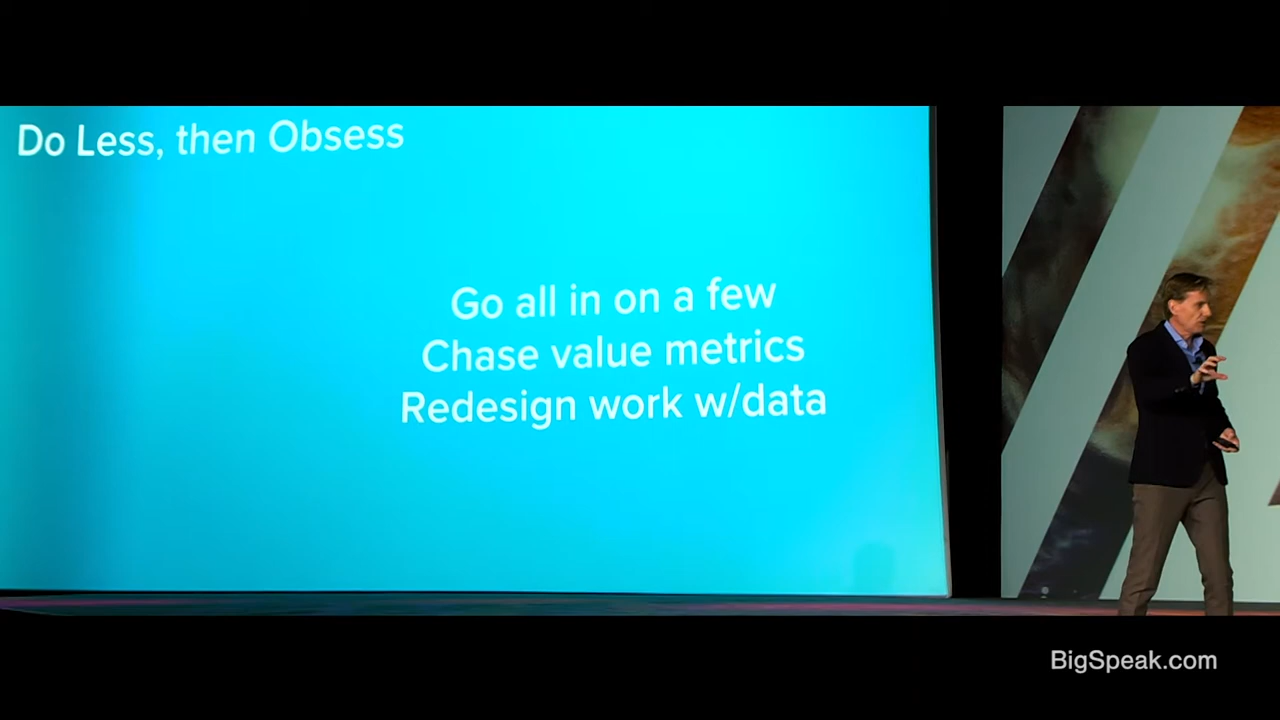 Do Less, then Obsess
Go all in on a few
Chase value metrics
Redesign work w/data
BigSpeak.com